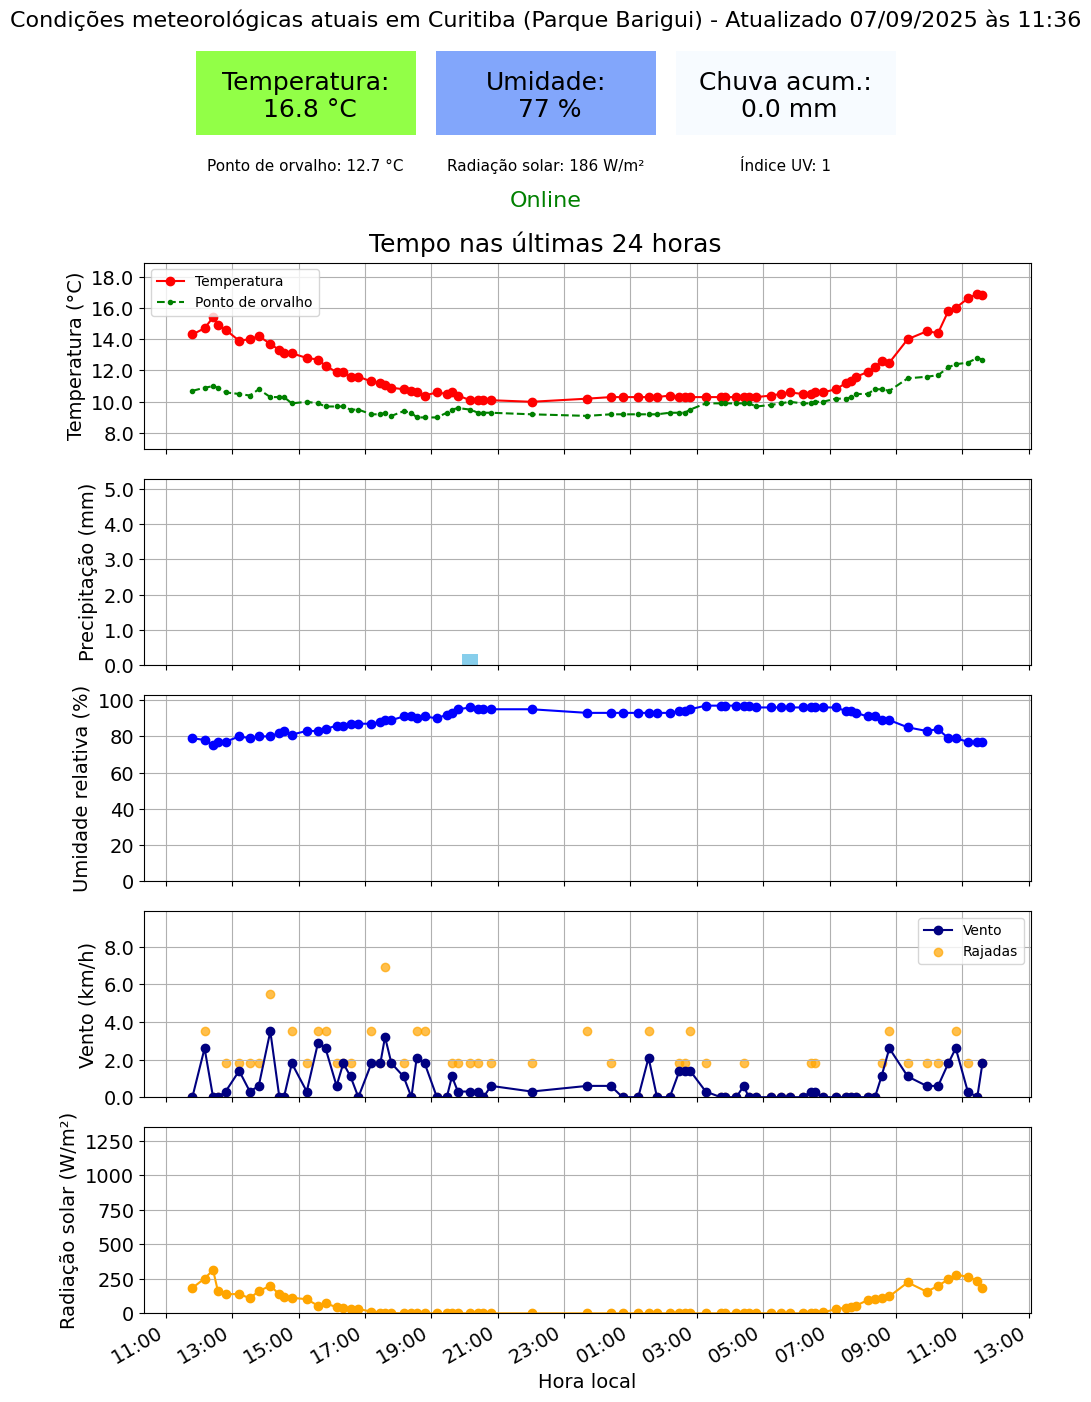 Condições meteorológicas atuais em Curitiba (Parque Barigui) - Atualizado 07/09/2025 às 11:36
Temperatura:
16.8 °C
Umidade:
77 %
Chuva acum.:
0.0 mm
Ponto de orvalho: 12.7 °C
Radiação solar: 186 W/m²
Índice UV: 1
Online
Tempo nas últimas 24 horas
Temperatura (°C)
18.0
16.0
14.0
12.0
10.0
8.0
Temperatura
Ponto de orvalho
Precipitação (mm)
5.0
4.0
3.0
2.0
1.0
0.0
Umidade relativa (%)
100
80
60
40
20
0
Vento (km/h)
8.0
6.0
4.0
2.0
0.0
Vento
Rajadas
Radiação solar (W/m²)
1250
1000
750
500
250
0
11:00
13:00
15:00
17:00
19:00
21:00
23:00
01:00
03:00
05:00
07:00
09:00
11:00
13:00
Hora local